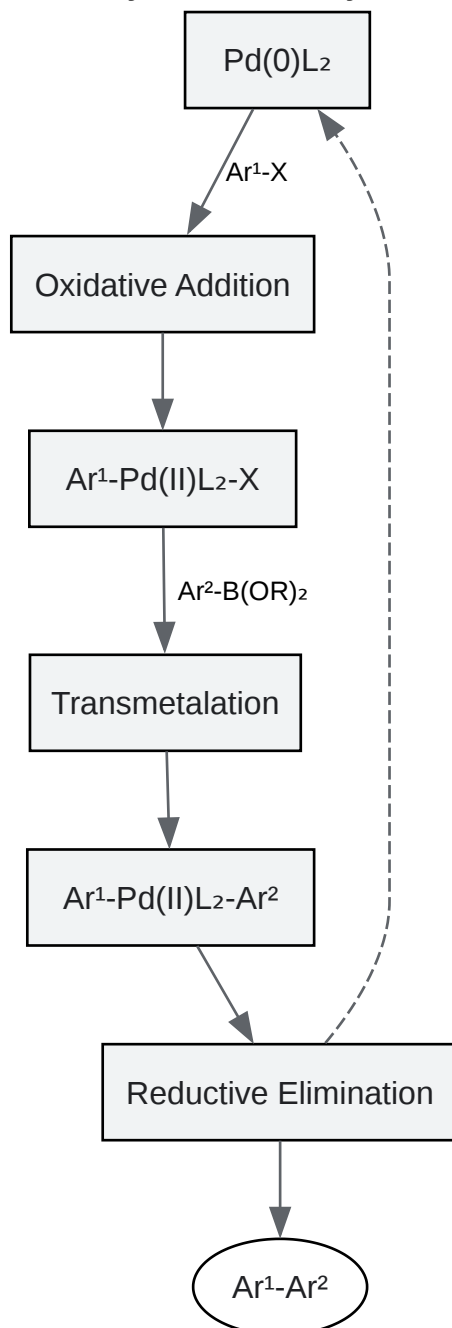 Pd(0)L₂
Ar¹-X
Oxidative Addition
Ar¹-Pd(II)L₂-X
Ar²-B(OR)₂
Transmetalation
Ar¹-Pd(II)L₂-Ar²
Reductive Elimination
Ar¹-Ar²